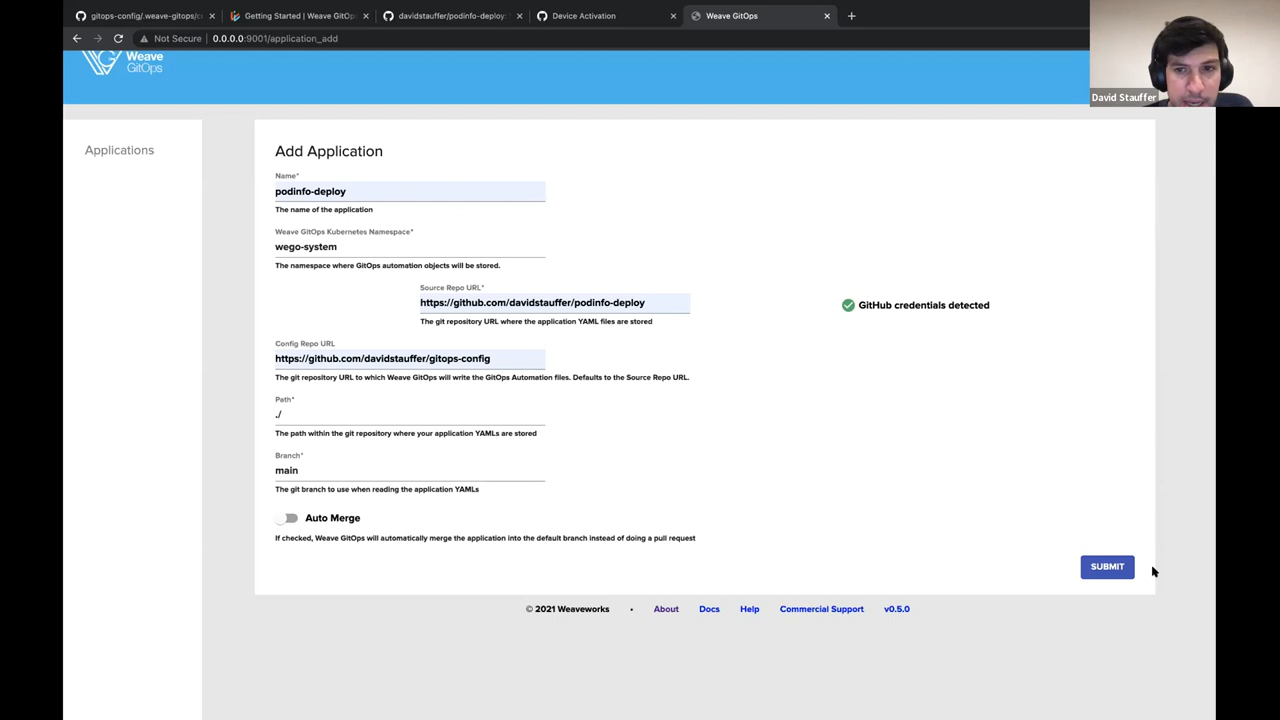 gitops-config/.weave-gitops/c
Getting Started | Weave GitOp
davidstauffer/podinfo-deploy:
Device Activation
Weave GitOps
Not Secure
0.0.0.0:9001/application_add
Weave
GitOps
David Stauffer
Applications
Add Application
Name*
podinfo-deploy
The name of the application
Weave GitOps Kubernetes Namespace*
wego-system
The namespace where GitOps automation objects will be stored.
Source Repo URL*
https://github.com/davidstauffer/podinfo-deploy
GitHub credentials detected
The git repository URL where the application YAML files are stored
Config Repo URL
https://github.com/davidstauffer/gitops-config
The git repository URL to which Weave GitOps will write the GitOps Automation files. Defaults to the Source Repo URL.
Path*
./
The path within the git repository where your application YAMLs are stored
Branch*
main
The git branch to use when reading the application YAMLs
Auto Merge
If checked, Weave GitOps will automatically merge the application into the default branch instead of doing a pull request
SUBMIT
© 2021 Weaveworks • About Docs Help Commercial Support v0.5.0